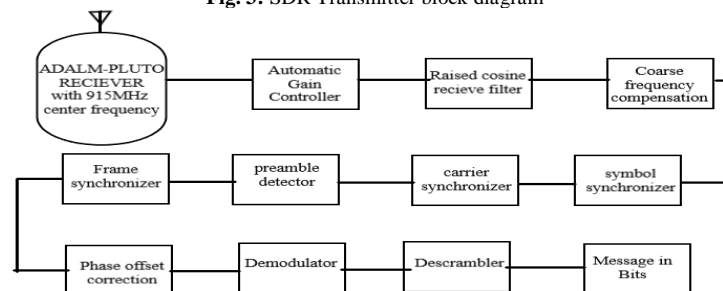 Fig. 5: SDR Transmitter block diagram
ADALM-PLUTO
RECIEVER
with 915MHz
center frequency
Automatic
Gain
Controller
Raised cosine
recieve filter
Coarse
frequency
compensation
Frame
synchronizer
preamble
detector
carrier
synchronizer
symbol
synchronizer
Phase offset
correction
Demodulator
Descrambler
Message in
Bits